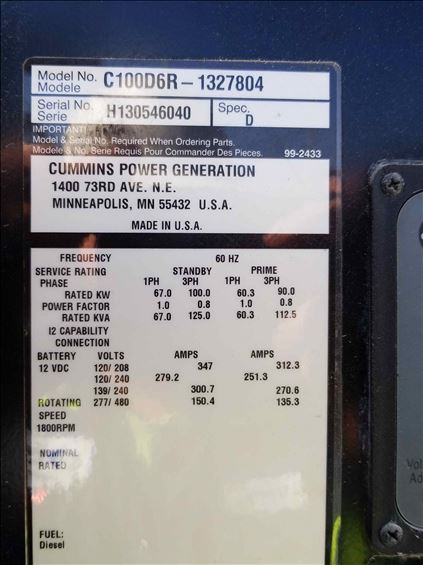 Model No. C100D6R-1327804
Modele
Serial No. H130546040 Spec. D
Serie
IMPORTANT
Model & Serial No. Required When Ordering Parts.
Modele & No. Serie Requis Pour Commander Des Pieces. 99-2433
CUMMINS POWER GENERATION
1400 73RD AVE. N.E.
MINNEAPOLIS, MN 55432 U.S.A.
MADE IN U.S.A.
FREQUENCY 60 HZ
SERVICE RATING STANDBY PRIME
PHASE 1PH 3PH 1PH 3PH
RATED KW 67.0 100.0 60.3 90.0
POWER FACTOR 1.0 0.8 1.0 0.8
RATED KVA 67.0 125.0 60.3 112.5
I2 CAPABILITY
CONNECTION
BATTERY VOLTS AMPS AMPS
12 VDC 120/208 347 312.3
120/240 279.2 251.3
139/240 300.7 270.6
ROTATING 277/480 150.4 135.3
SPEED
1800RPM
NOMINAL
RATED
FUEL:
Diesel